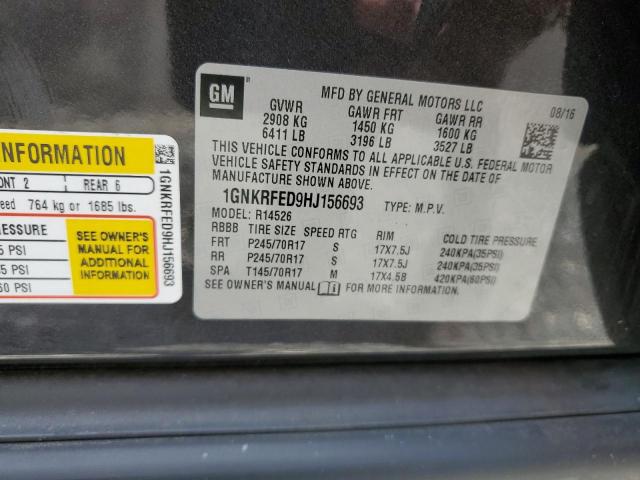 GM
MFD BY GENERAL MOTORS LLC
08/16
GVWR GAWR FRT GAWR RR
2908 KG 1450 KG 1600 KG
6411 LB 3196 LB 3527 LB
THIS VEHICLE CONFORMS TO ALL APPLICABLE U.S. FEDERAL MOTOR
VEHICLE SAFETY STANDARDS IN EFFECT ON THE DATE OF
MANUFACTURE SHOWN ABOVE.
1GNKRFED9HJ156693 TYPE: M.P.V.
MODEL: R14526
RBBB TIRE SIZE SPEED RTG RIM COLD TIRE PRESSURE
FRT P245/70R17 S 17X7.5J 240KPA(35PSI)
RR P245/70R17 S 17X7.5J 240KPA(35PSI)
SPA T145/70R17 M 17X4.5B 420KPA(60PSI)
SEE OWNER'S MANUAL FOR MORE INFORMATION.
INFORMATION
2 REAR 6
764 kg or 1685 lbs.
SEE OWNER'S
MANUAL FOR
ADDITIONAL
INFORMATION
5 PSI
5 PSI
60 PSI
1GNKRFED9HJ156693